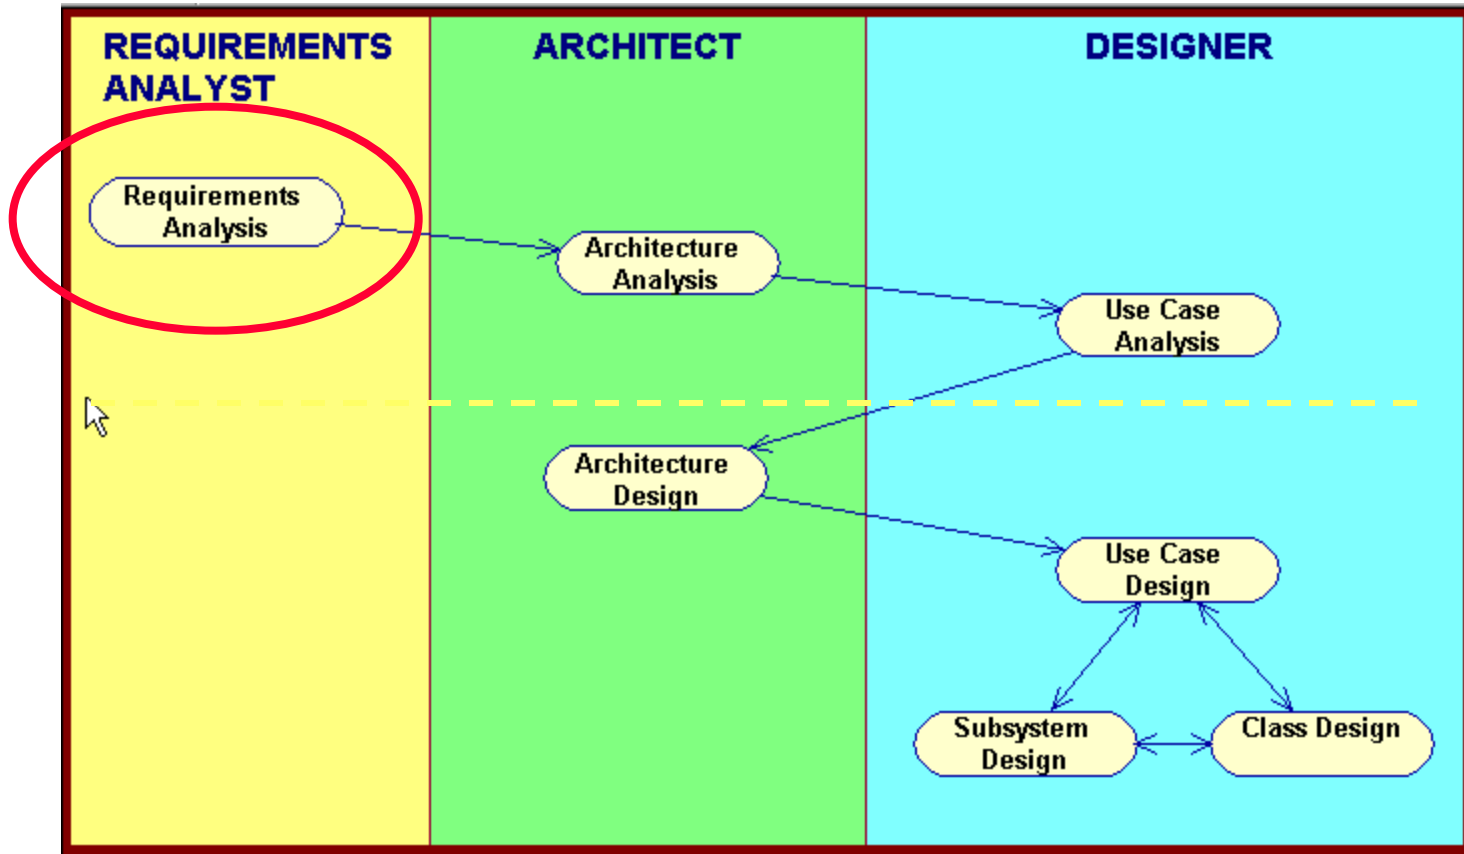 REQUIREMENTS
ANALYST
ARCHITECT
DESIGNER
Requirements
Analysis
Architecture
Analysis
Use Case
Analysis
Architecture
Design
Use Case
Design
Subsystem
Design
Class Design